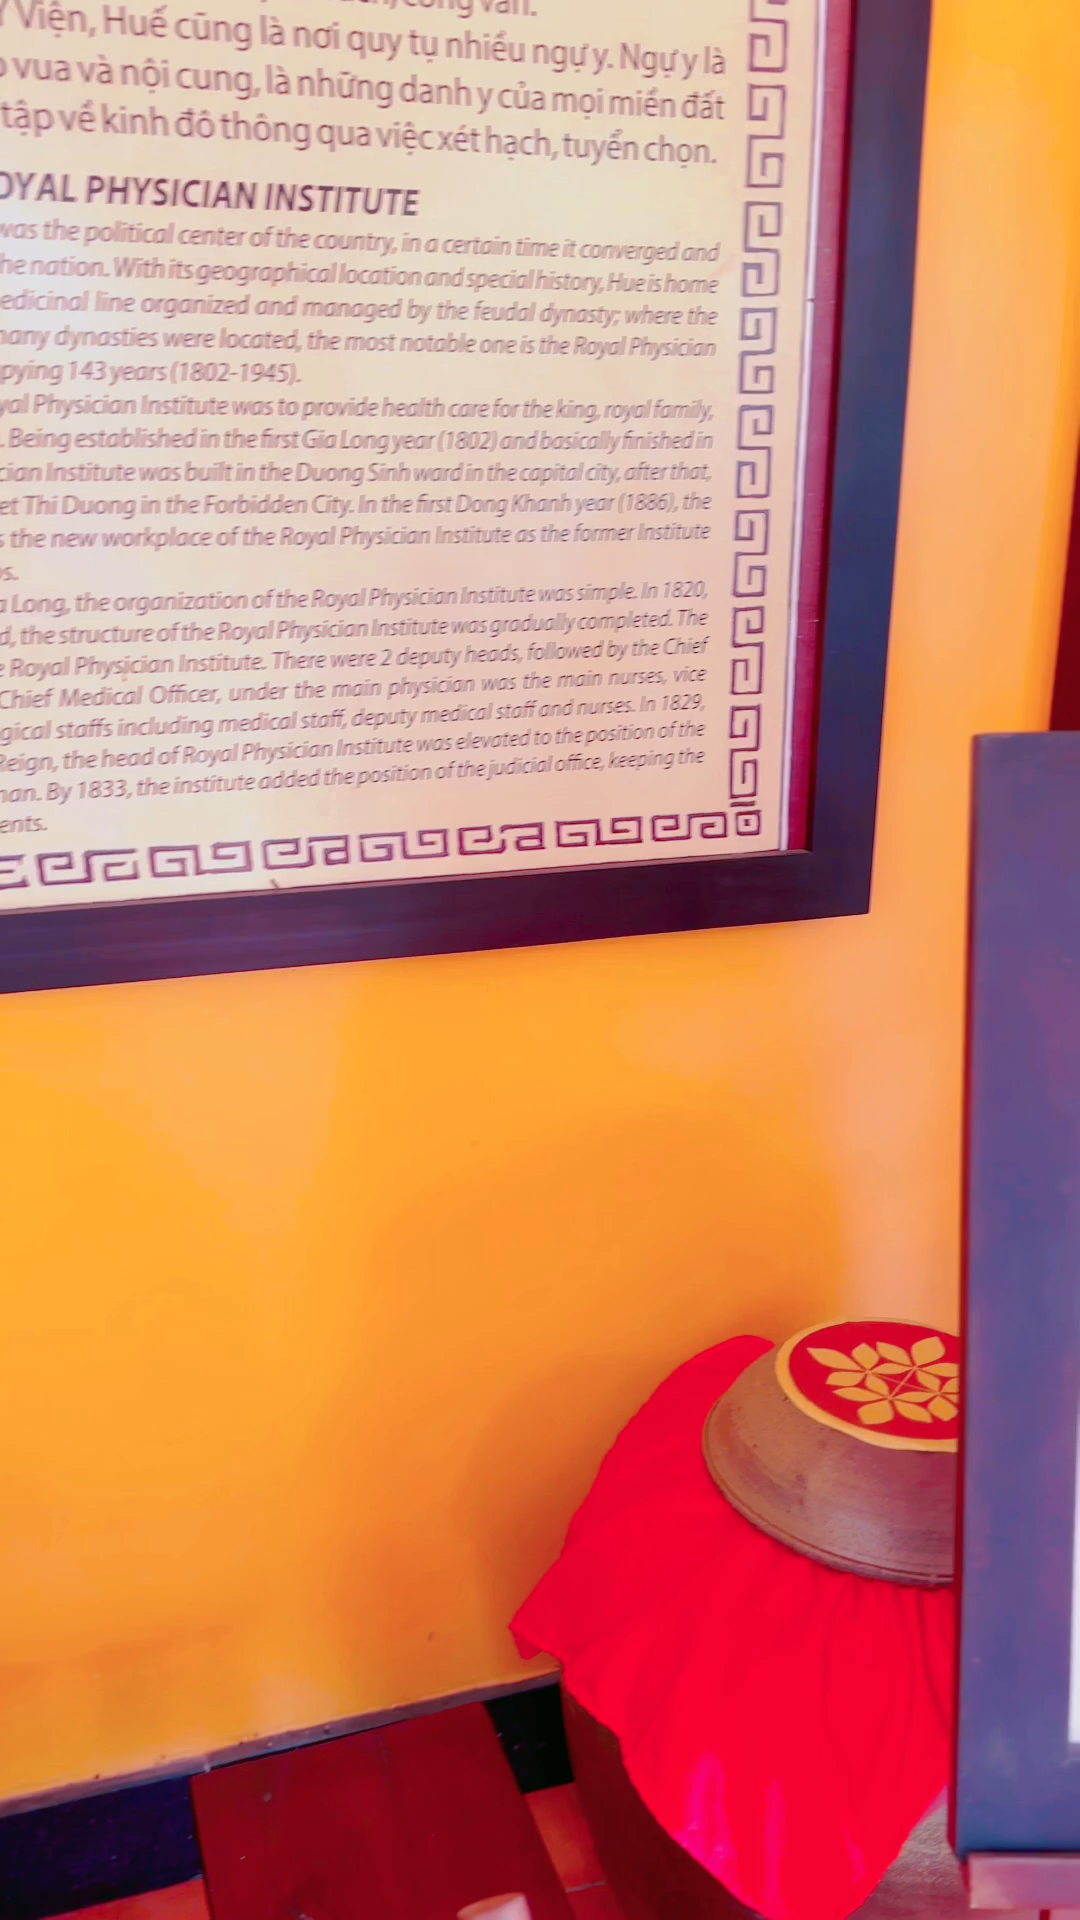 công văn.
Y Viện, Huế cũng là nơi quy tụ nhiều ngự y. Ngự y là
vua và nội cung, là những danh y của mọi miền đất
tập về kinh đô thông qua việc xét hạch, tuyển chọn.
OYAL PHYSICIAN INSTITUTE
was the political center of the country, in a certain time it converged and
he nation. With its geographical location and special history, Hue is home
edicinal line organized and managed by the feudal dynasty; where the
many dynasties were located, the most notable one is the Royal Physician
pying 143 years (1802-1945).
yal Physician Institute was to provide health care for the king, royal family,
. Being established in the first Gia Long year (1802) and basically finished in
cian Institute was built in the Duong Sinh ward in the capital city, after that,
et Thi Duong in the Forbidden City. In the first Dong Khanh year (1886), the
s the new workplace of the Royal Physician Institute as the former Institute
s.
a Long, the organization of the Royal Physician Institute was simple. In 1820,
d, the structure of the Royal Physician Institute was gradually completed. The
e Royal Physician Institute. There were 2 deputy heads, followed by the Chief
Chief Medical Officer, under the main physician was the main nurses, vice
gical staffs including medical staff, deputy medical staff and nurses. In 1829,
Reign, the head of Royal Physician Institute was elevated to the position of the
nan. By 1833, the institute added the position of the judicial office, keeping the
ents.